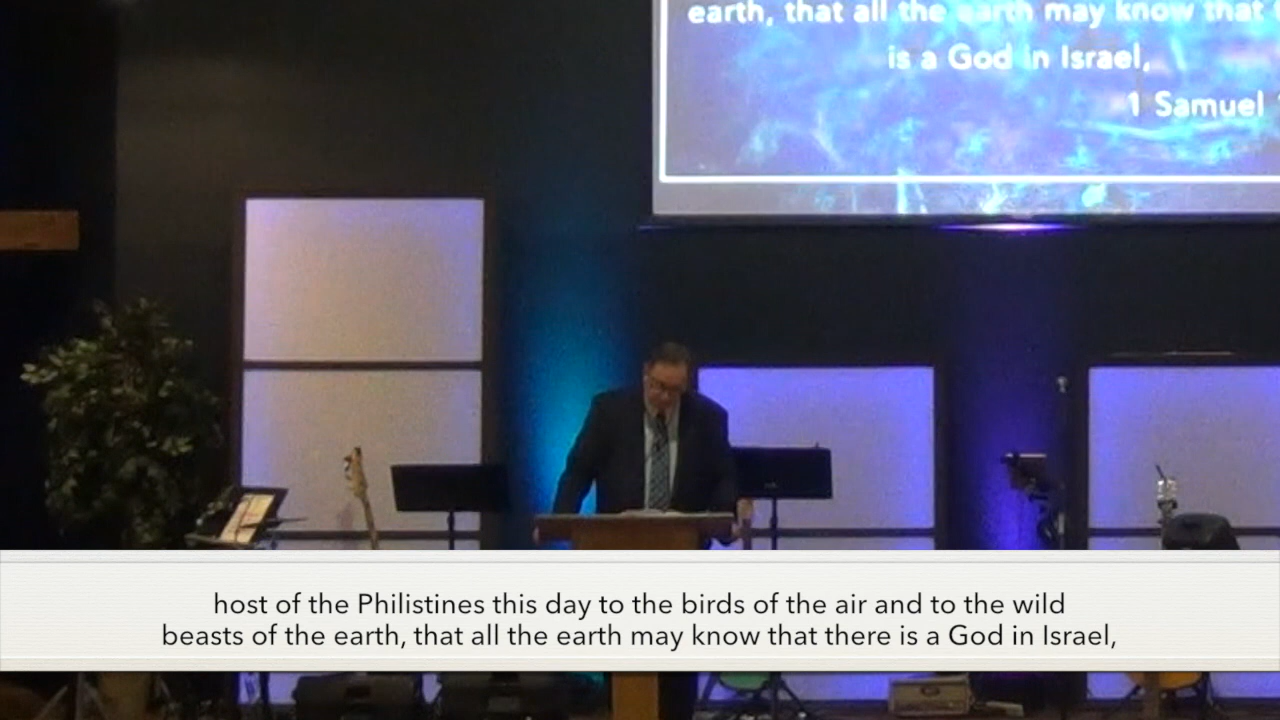 earth, that all the earth may know that
is a God in Israel,
1 Samuel
host of the Philistines this day to the birds of the air and to the wild
beasts of the earth, that all the earth may know that there is a God in Israel,